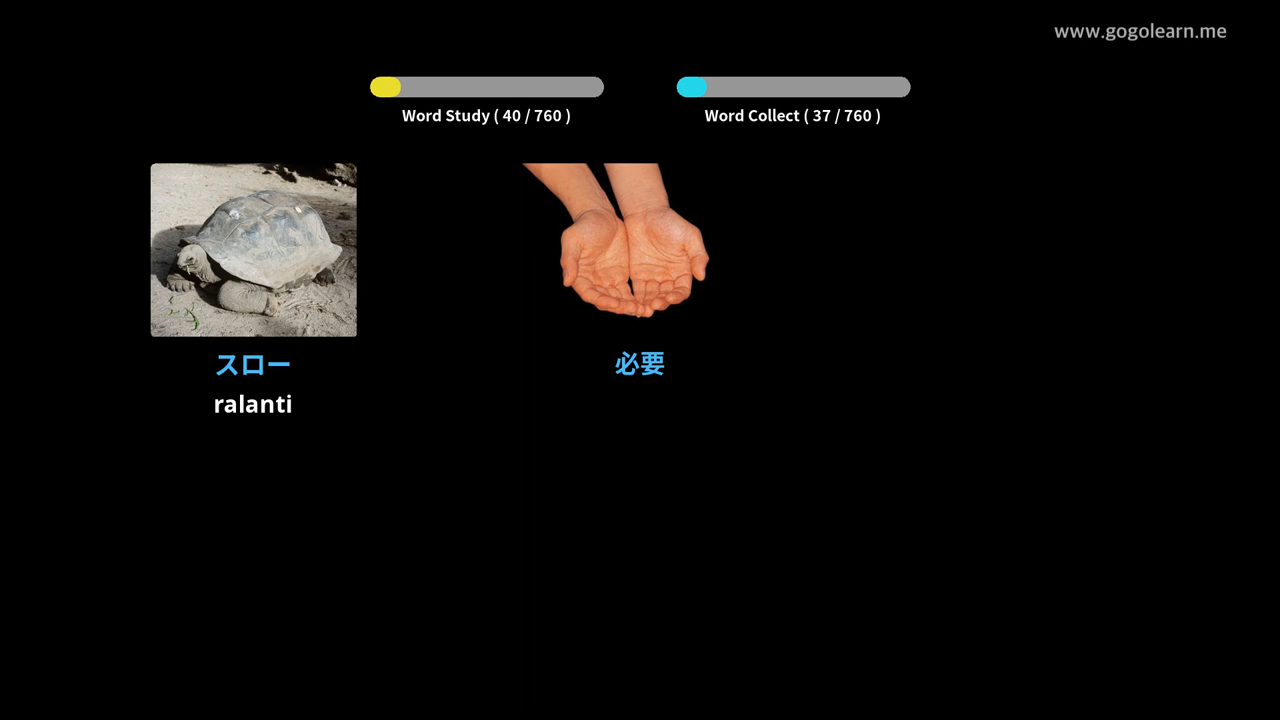 www.gogolearn.me
Word Study ( 40 / 760 )
Word Collect ( 37 / 760 )
スロー
ralanti
必要